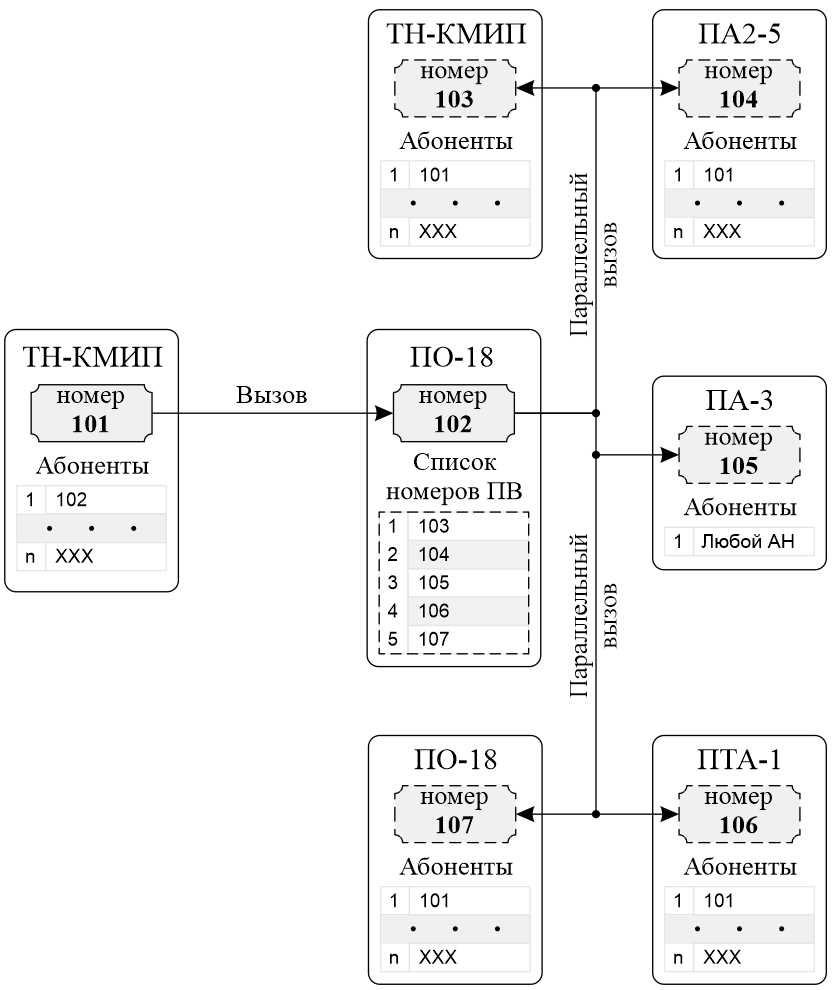 ТН-КМИП
номер
103
Абоненты
1 101
• • •
n XXX
ПА2-5
номер
104
Абоненты
1 101
• • •
n XXX
Параллельный
вызов
ТН-КМИП
номер
101
Абоненты
1 102
• • •
n XXX
Вызов
ПО-18
номер
102
Список
номеров ПВ
1 103
2 104
3 105
4 106
5 107
ПА-3
номер
105
Абоненты
1 Любой АН
Параллельный
вызов
ПО-18
номер
107
Абоненты
1 101
• • •
n XXX
ПТА-1
номер
106
Абоненты
1 101
• • •
n XXX